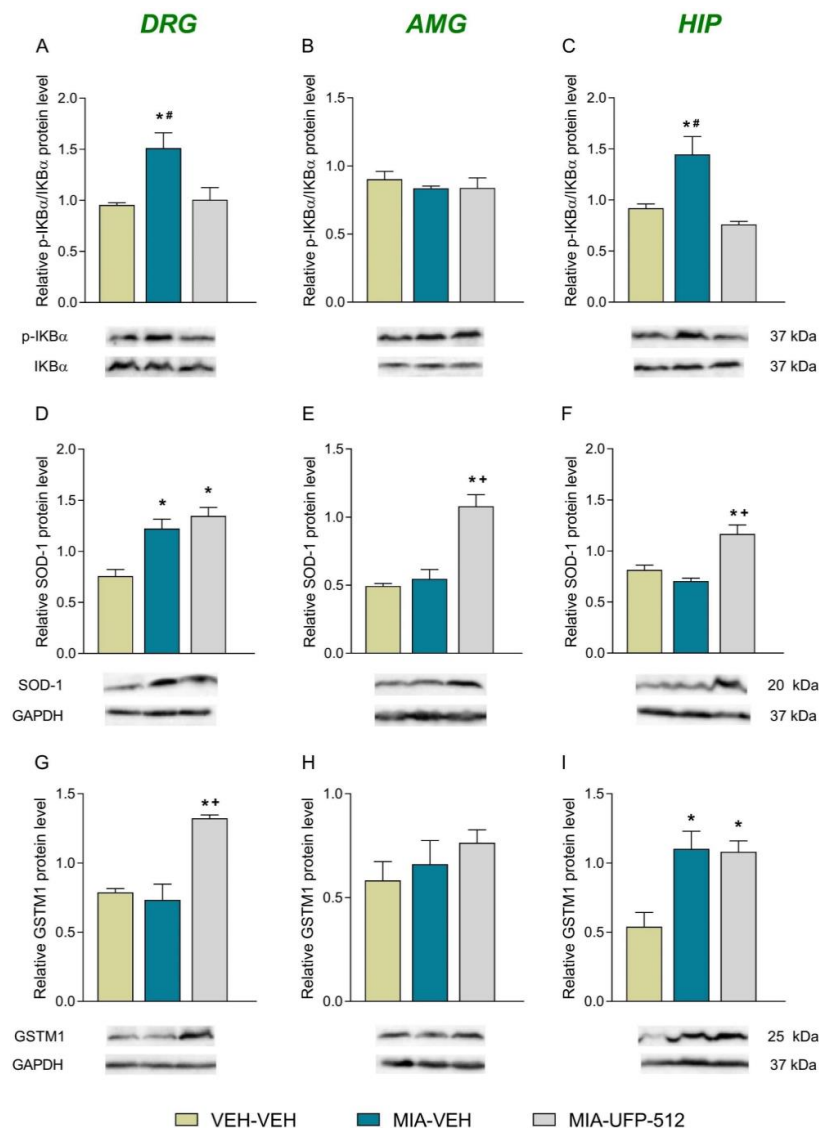 DRG AMG HIP
A B C
Relative p-IKBα/IKBα protein level
2.0
1.5
1.0
0.5
0.0
*#
Relative p-IKBα/IKBα protein level
1.5
1.0
0.5
0.0
Relative p-IKBα/IKBα protein level
2.0
1.5
1.0
0.5
0.0
*#
p-IKBα 37 kDa
IKBα 37 kDa
D E F
Relative SOD-1 protein level
2.0
1.5
1.0
0.5
0.0
* *
Relative SOD-1 protein level
1.5
1.0
0.5
0.0
*+
Relative SOD-1 protein level
2.0
1.5
1.0
0.5
0.0
*+
SOD-1 20 kDa
GAPDH 37 kDa
G H I
Relative GSTM1 protein level
1.5
1.0
0.5
0.0
*+
Relative GSTM1 protein level
1.0
0.5
0.0
Relative GSTM1 protein level
1.5
1.0
0.5
0.0
* *
GSTM1 25 kDa
GAPDH 37 kDa
VEH-VEH MIA-VEH MIA-UFP-512